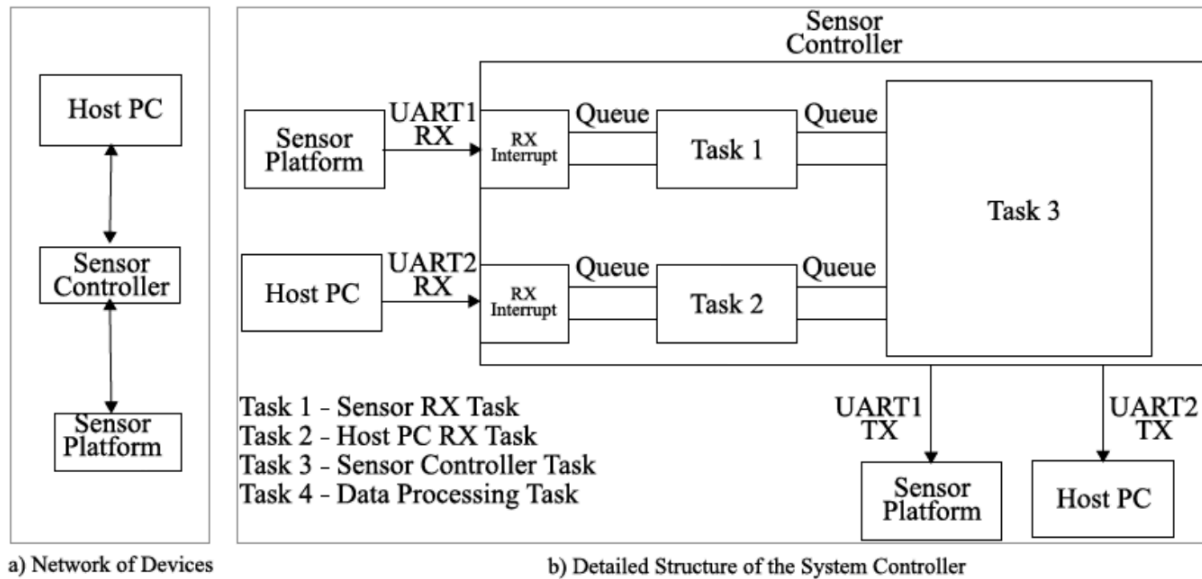 Host PC
Sensor
Controller
Sensor
Platform
a) Network of Devices
Sensor
Controller
Sensor
Platform
UART1
RX
RX
Interrupt
Queue
Task 1
Queue
Task 3
Host PC
UART2
RX
RX
Interrupt
Queue
Task 2
Queue
Task 1 - Sensor RX Task
Task 2 - Host PC RX Task
Task 3 - Sensor Controller Task
Task 4 - Data Processing Task
UART1
TX
UART2
TX
Sensor
Platform
Host PC
b) Detailed Structure of the System Controller